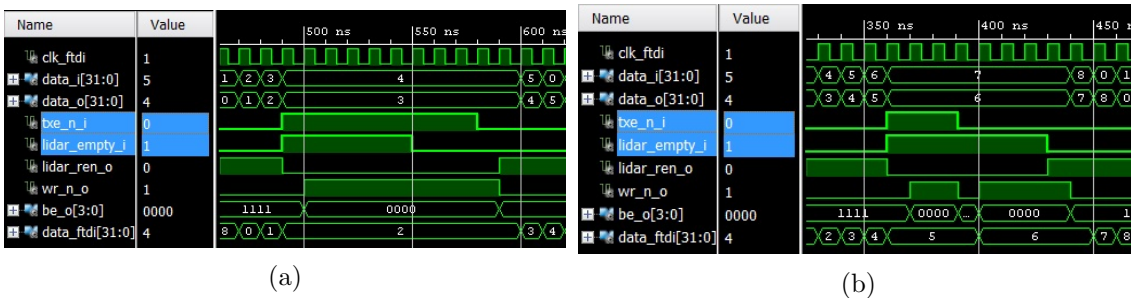 Name Value 500 ns 550 ns 600 ns
clk_ftdi 1
data_i[31:0] 5 1 2 3 4 5 0
data_o[31:0] 4 0 1 2 3 4 5
txe_n_i 0
lidar_empty_i 1
lidar_ren_o 0
wr_n_o 1
be_o[3:0] 0000 1111 0000
data_ftdi[31:0] 4 8 0 1 2 3 4
(a)
Name Value 350 ns 400 ns 450 n
clk_ftdi 1
data_i[31:0] 5 4 5 6 7 8 0 1
data_o[31:0] 4 3 4 5 6 7 8 0
txe_n_i 0
lidar_empty_i 1
lidar_ren_o 0
wr_n_o 1
be_o[3:0] 0000 1111 0000 ... 0000 1
data_ftdi[31:0] 4 2 3 4 5 6 7 8
(b)